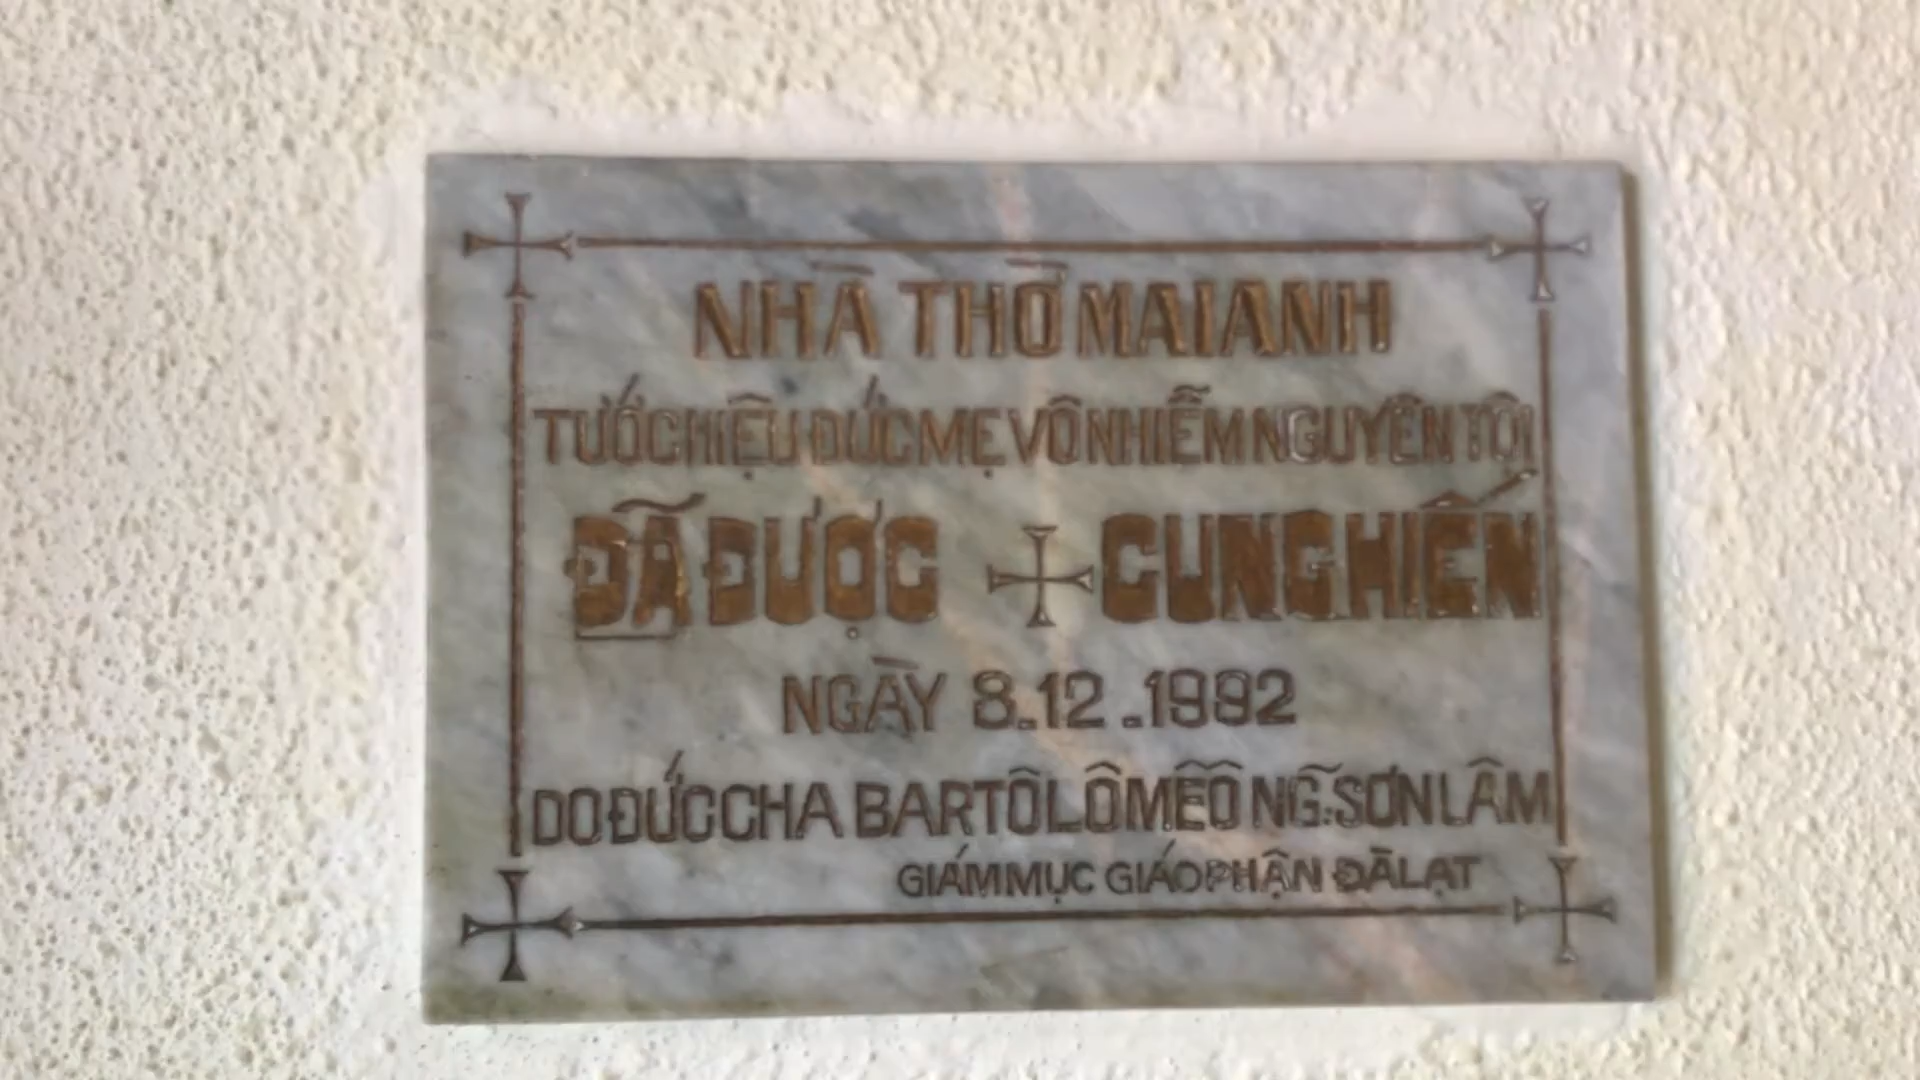 NHÀ THỜ MAI ANH
TƯỚC HIỆU ĐỨC MẸ VÔ NHIỄM NGUYÊN TỘI
ĐÃ ĐƯỢC CUNG HIẾN
NGÀY 8.12.1992
DO ĐỨC CHA BARTÔLÔMÊÔ NG̃. SƠN LÂM
GIÁM MỤC GIÁO PHẬN ĐÀLẠT